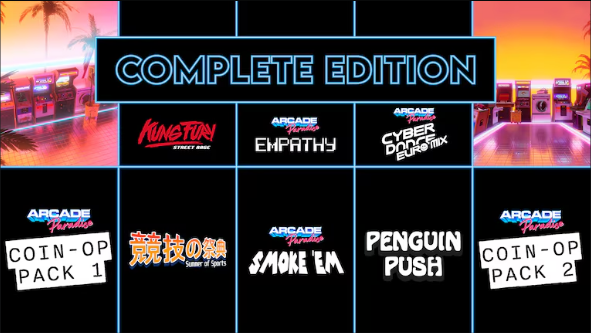 COMPLETE EDITION
KUNG FURY
STREET RAGE
ARCADE
Paradise
EMPATHY
ARCADE
Paradise
CYBER
DANCE
EURO MIX
ARCADE
Paradise
COIN-OP
PACK 1
競技の祭典
Summer of Sports
ARCADE
Paradise
SMOKE 'EM
PENGUIN
PUSH
ARCADE
Paradise
COIN-OP
PACK 2